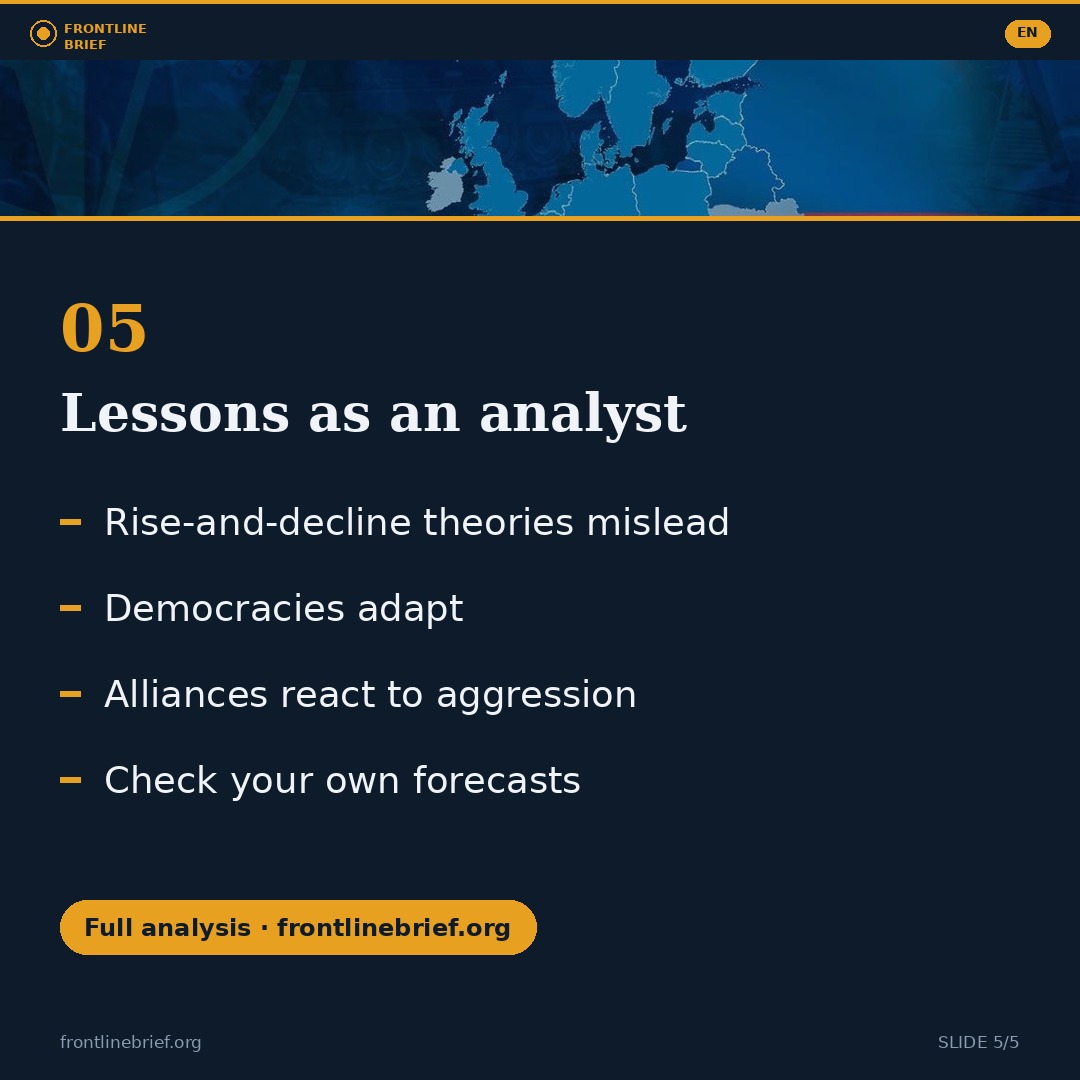 FRONTLINE
BRIEF
EN
05
Lessons as an analyst
Rise-and-decline theories mislead
Democracies adapt
Alliances react to aggression
Check your own forecasts
Full analysis · frontlinebrief.org
frontlinebrief.org
SLIDE 5/5